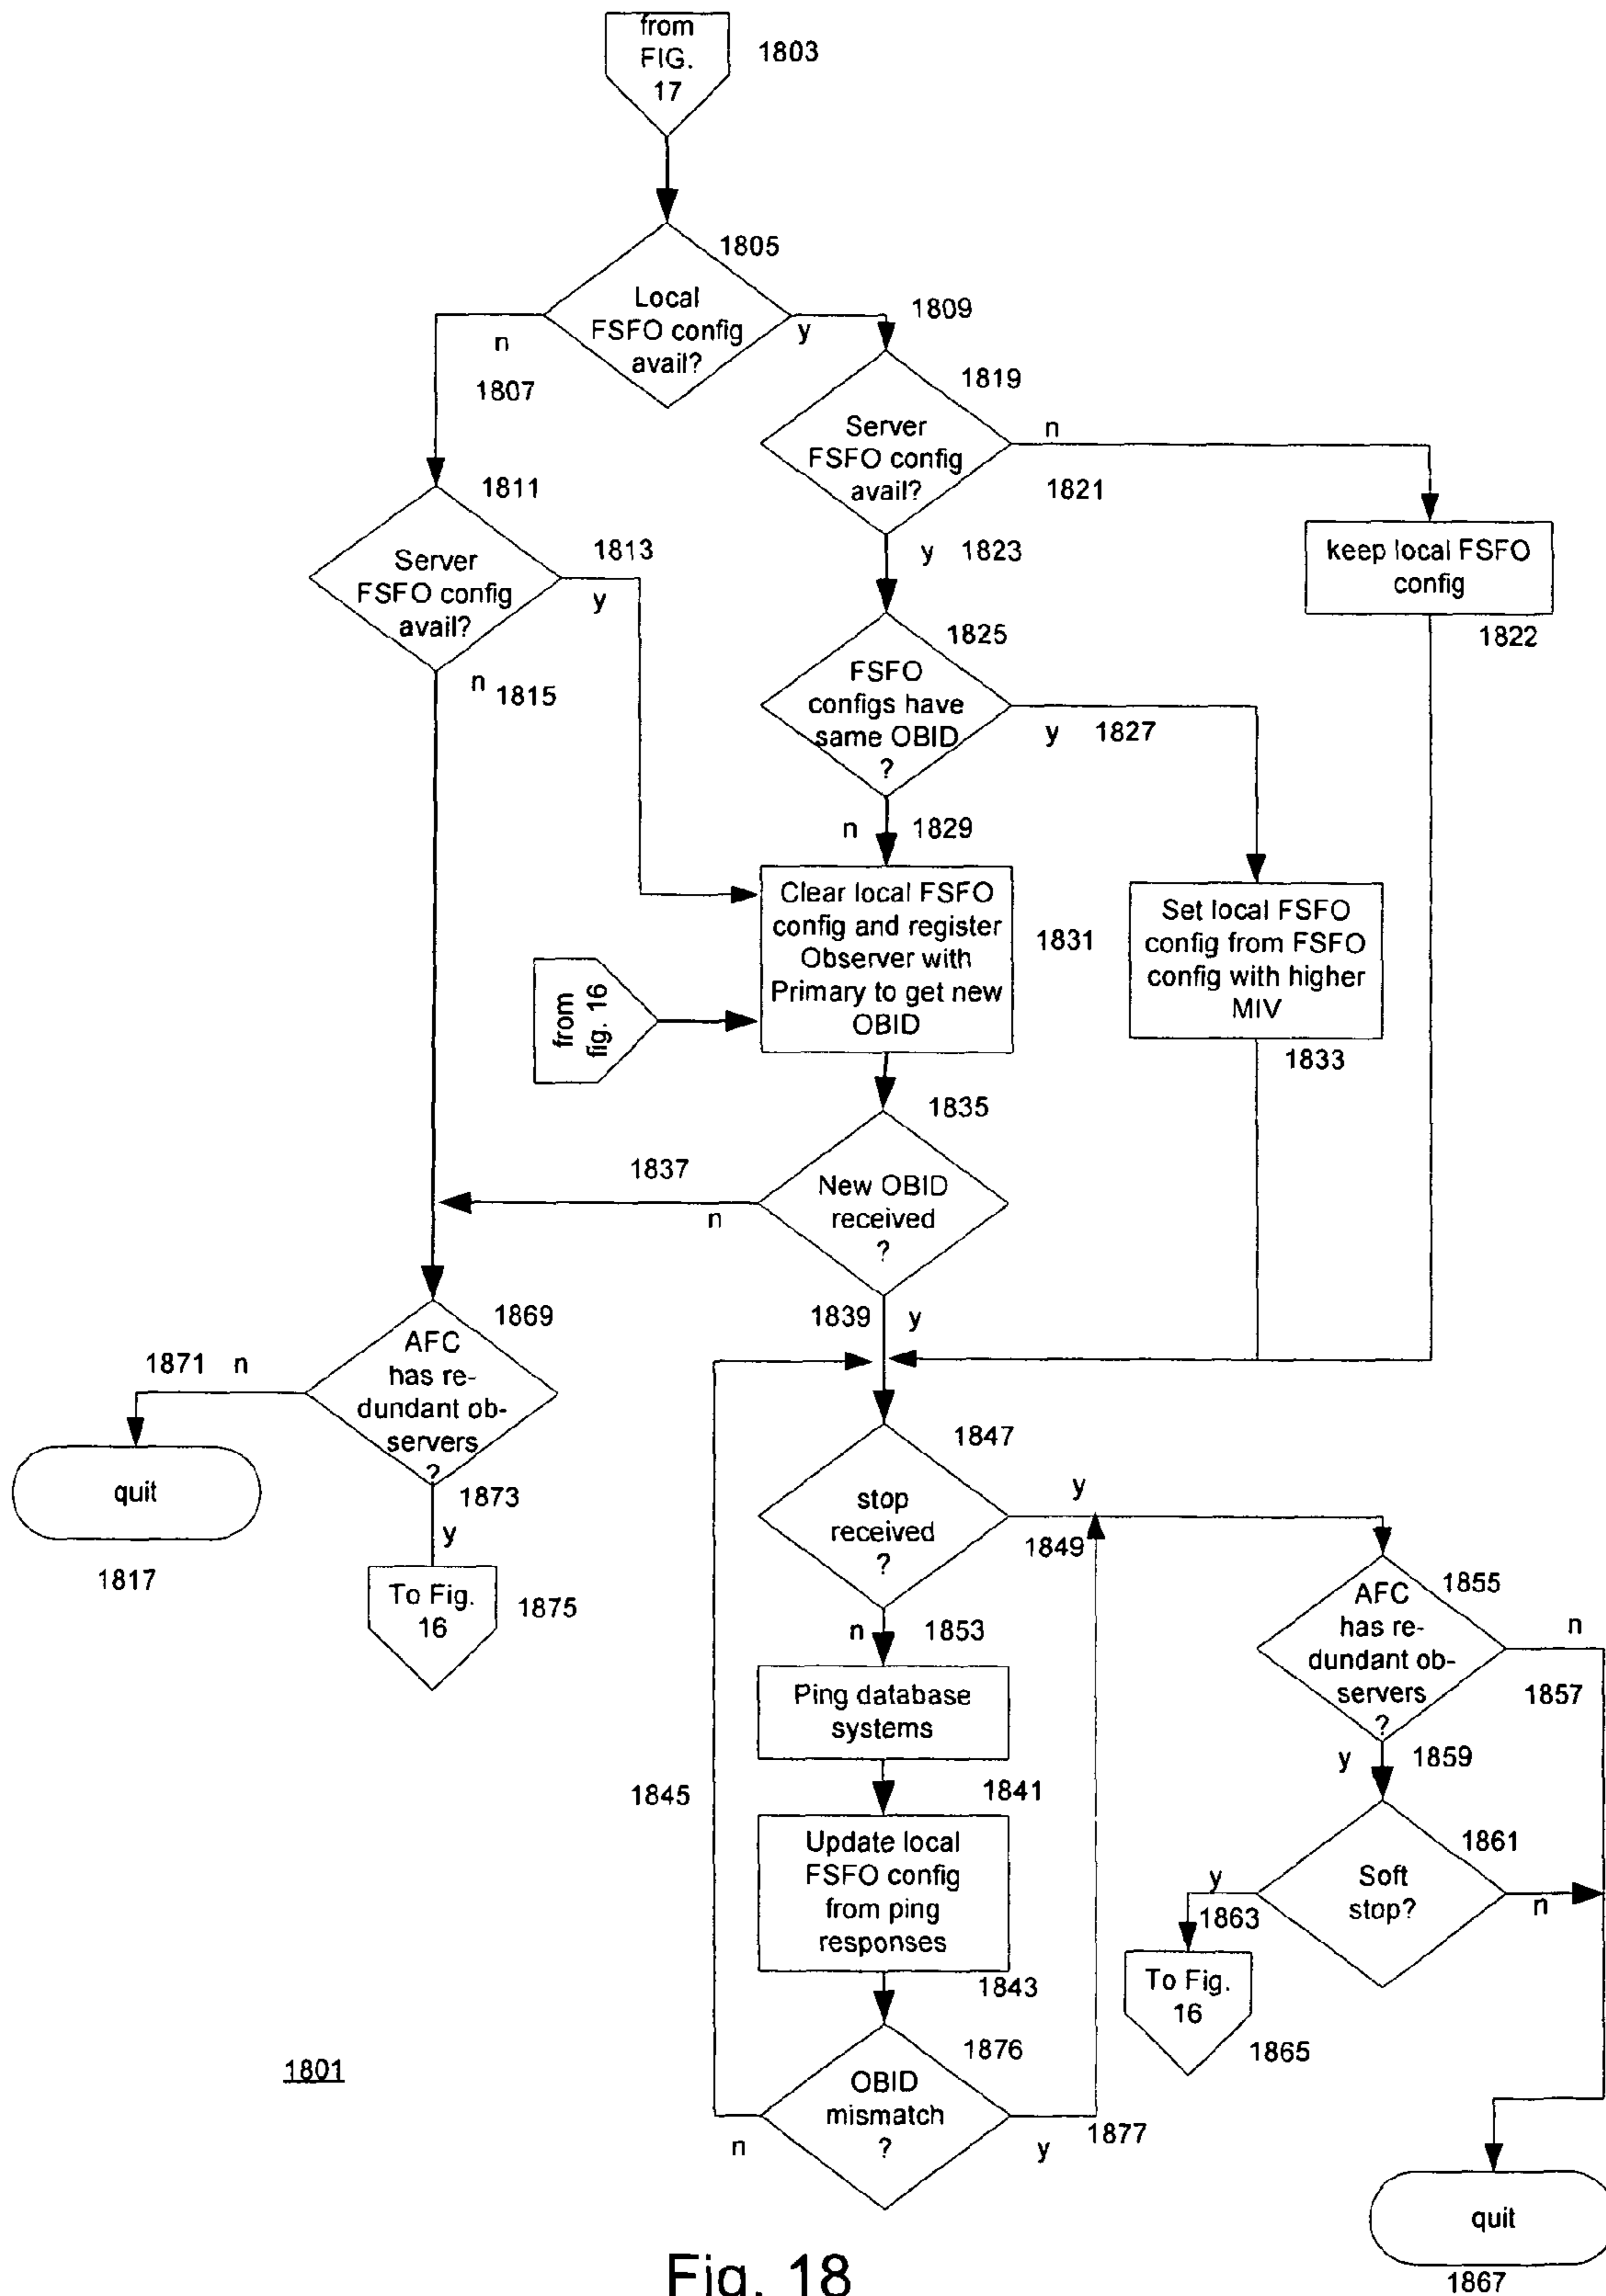 from
FIG.
17
1803
1805
Local
FSFO config
avail?
n
1807
y
1809
1819
Server
FSFO config
avail?
n
1821
y 1823
keep local FSFO
config
1822
1811
Server
FSFO config
avail?
1813
y
n 1815
1825
FSFO
configs have
same OBID
?
y 1827
n 1829
Clear local FSFO
config and register
Observer with
Primary to get new
OBID
1831
from
fig. 16
Set local FSFO
config from FSFO
config with higher
MIV
1833
1835
New OBID
received
?
1837
n
1839 y
1869
AFC
has re-
dundant ob-
servers
?
1871 n
quit
1817
1873
y
To Fig.
16
1875
1847
stop
received
?
y
1849
n 1853
Ping database
systems
1841
1845
Update local
FSFO config
from ping
responses
1843
1876
OBID
mismatch
?
n
y 1877
1855
AFC
has re-
dundant ob-
servers
?
n
1857
y 1859
1861
Soft
stop?
y
1863
n
To Fig.
16
1865
quit
1867
1801
Fig. 18